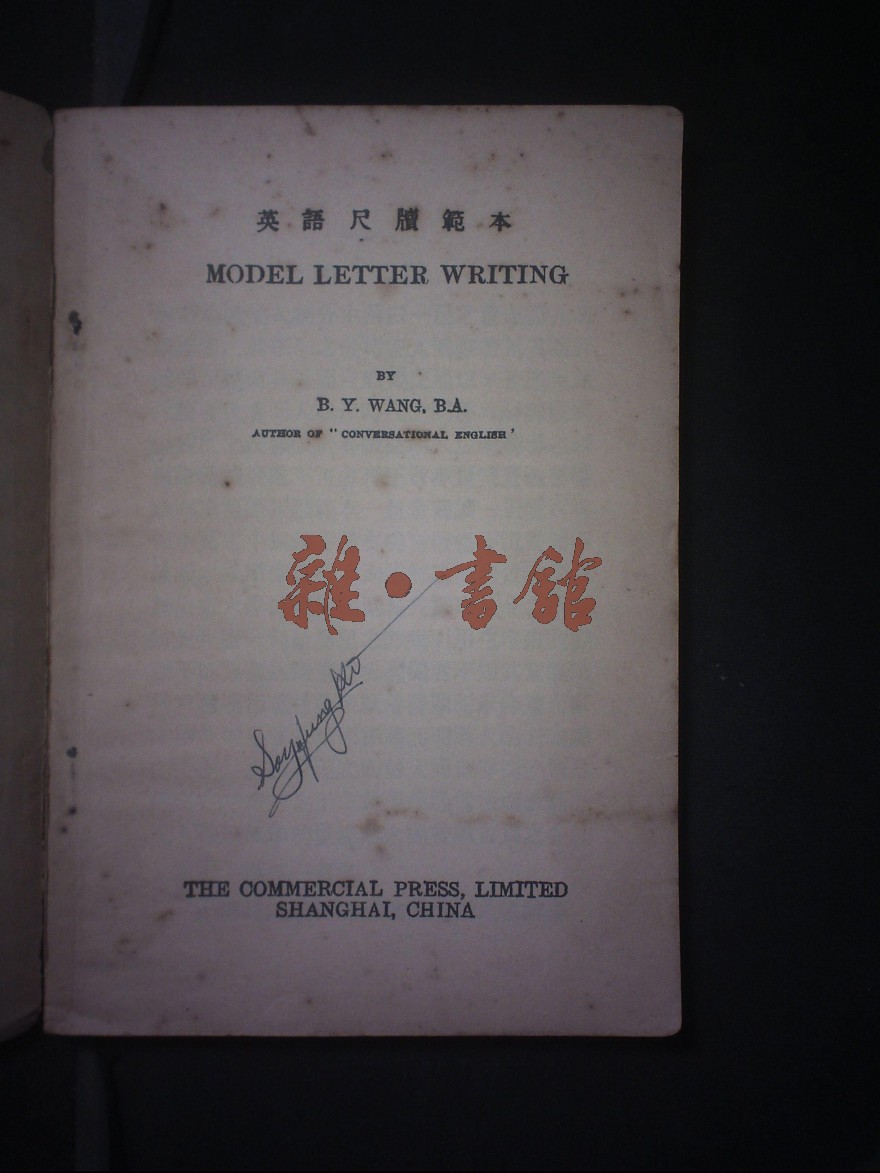 英語尺牘範本
MODEL LETTER WRITING
BY
B. Y. WANG, B.A.
AUTHOR OF "CONVERSATIONAL ENGLISH'
雜·書館
THE COMMERCIAL PRESS, LIMITED
SHANGHAI, CHINA